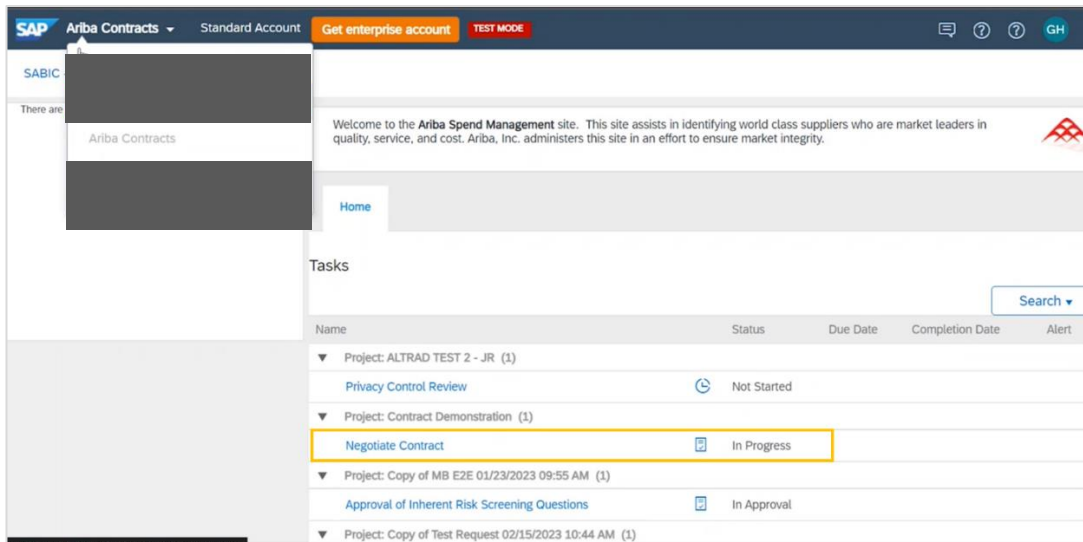 SAP Ariba Contracts Standard Account Get enterprise account TEST MODE GH
SABIC
There are
Ariba Contracts
Welcome to the Ariba Spend Management site. This site assists in identifying world class suppliers who are market leaders in
quality, service, and cost. Ariba, Inc. administers this site in an effort to ensure market integrity.
Home
Tasks
Search
Name Status Due Date Completion Date Alert
Project: ALTRAD TEST 2 - JR (1)
Privacy Control Review Not Started
Project: Contract Demonstration (1)
Negotiate Contract In Progress
Project: Copy of MB E2E 01/23/2023 09:55 AM (1)
Approval of Inherent Risk Screening Questions In Approval
Project: Copy of Test Request 02/15/2023 10:44 AM (1)